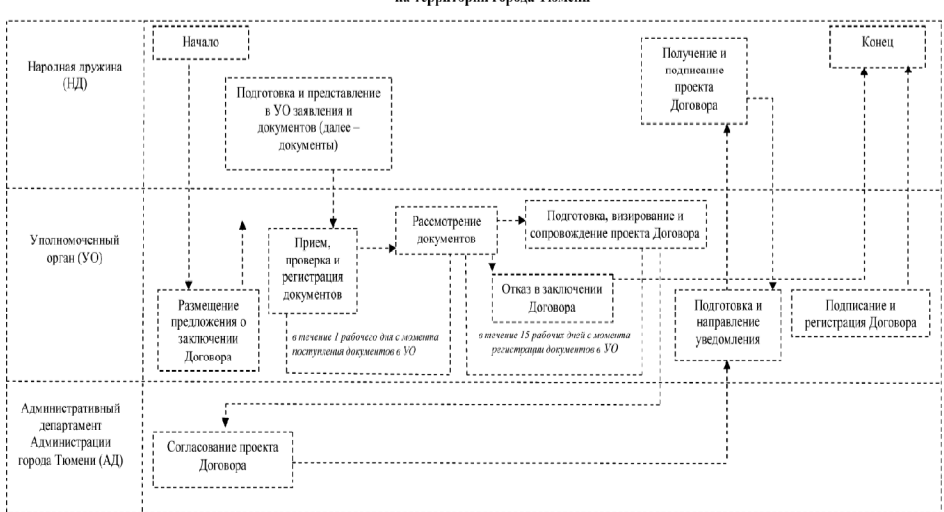 на территории города Тюмени
Народная дружина
(НД)
Начало
Подготовка и представление
в УО заявления и
документов (далее –
документы)
Получение и
подписание
проекта
Договора
Конец
Уполномоченный
орган (УО)
Размещение
предложения о
заключении
Договора
Прием,
проверка и
регистрация
документов
Рассмотрение
документов
Подготовка, визирование и
сопровождение проекта Договора
Отказ в заключении
Договора
в течение 1 рабочего дня с момента
поступления документов в УО
в течение 15 рабочих дней с момента
регистрации документов в УО
Подготовка и
направление
уведомления
Подписание и
регистрация Договора
Административный
департамент
Администрации
города Тюмени (АД)
Согласование проекта
Договора